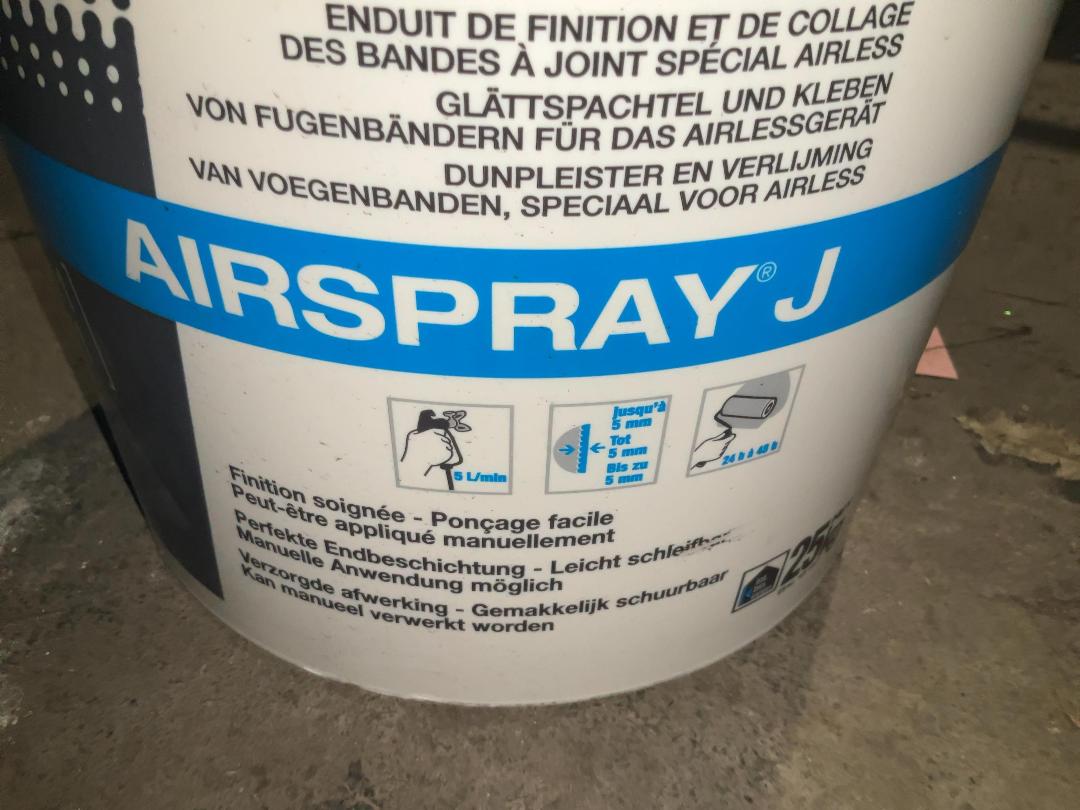 ENDUIT DE FINITION ET DE COLLAGE
DES BANDES À JOINT SPÉCIAL AIRLESS
GLÄTTSPACHTEL UND KLEBEN
VON FUGENBÄNDERN FÜR DAS AIRLESSGERÄT
DUNPLEISTER EN VERLIJMING
VAN VOEGENBANDEN, SPECIAAL VOOR AIRLESS
AIRSPRAY® J
5 L/min
Jusqu'à
5 mm
Tot
5 mm
Bis zu
5 mm
24 h à 48 h
Finition soignée - Ponçage facile
Peut-être appliqué manuellement
Perfekte Endbeschichtung - Leicht schleifbar
Manuelle Anwendung möglich
Verzorgde afwerking - Gemakkelijk schuurbaar
Kan manueel verwerkt worden